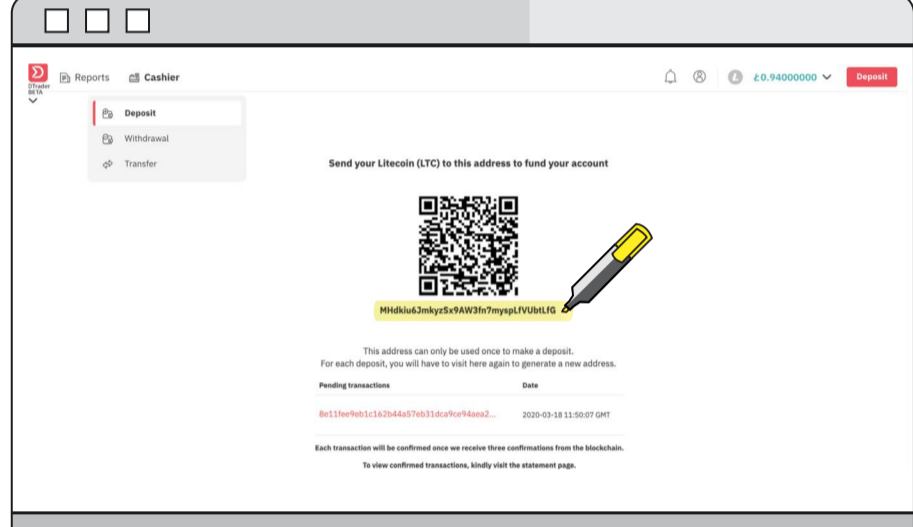 DTrader
BETA
Reports
Cashier
Ł0.94000000
Deposit
Deposit
Withdrawal
Transfer
Send your Litecoin (LTC) to this address to fund your account
MHdkiu6JmkyzSx9AW3fn7myspLfVUbtLfG
This address can only be used once to make a deposit.
For each deposit, you will have to visit here again to generate a new address.
Pending transactions Date
8e11fee9eb1c162b44a57eb31dca9ce94aea2... 2020-03-18 11:50:07 GMT
Each transaction will be confirmed once we receive three confirmations from the blockchain.
To view confirmed transactions, kindly visit the statement page.